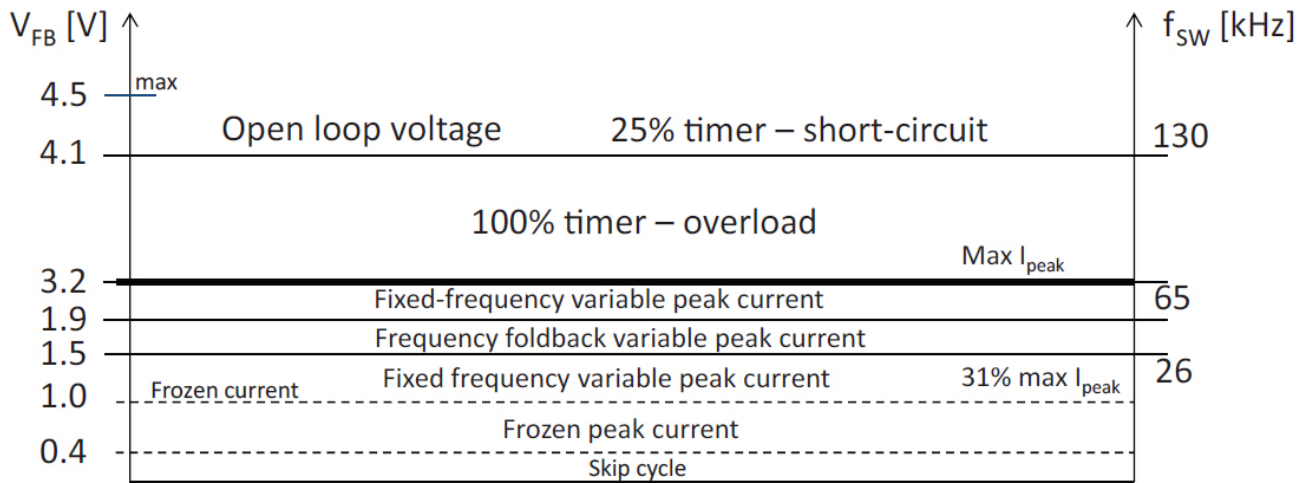 V_FB [V]
f_SW [kHz]
max
4.5
Open loop voltage
25% timer – short-circuit
4.1
130
100% timer – overload
Max I_peak
3.2
65
Fixed-frequency variable peak current
1.9
Frequency foldback variable peak current
1.5
26
Fixed frequency variable peak current
31% max I_peak
Frozen current
1.0
Frozen peak current
0.4
Skip cycle